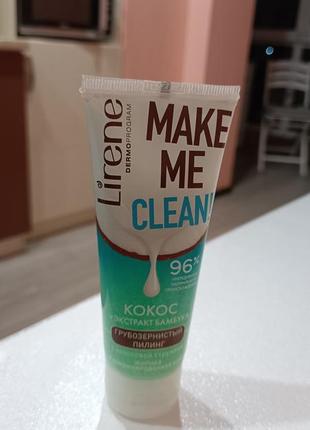 Lirene
DERMOPROGRAM
MAKE
ME
CLEAN!
96%
КОКОС
ЭКСТРАКТ БАМБУКА
ГРУБОЗЕРНИСТЫЙ
ПИЛИНГ